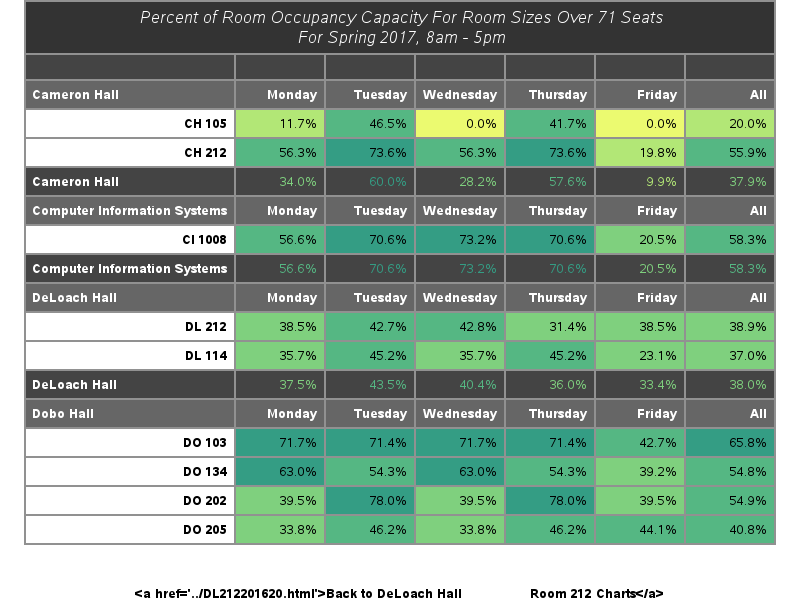 Percent of Room Occupancy Capacity For Room Sizes Over 71 Seats
For Spring 2017, 8am - 5pm
Cameron Hall Monday Tuesday Wednesday Thursday Friday All
CH 105 11.7% 46.5% 0.0% 41.7% 0.0% 20.0%
CH 212 56.3% 73.6% 56.3% 73.6% 19.8% 55.9%
Cameron Hall 34.0% 60.0% 28.2% 57.6% 9.9% 37.9%
Computer Information Systems Monday Tuesday Wednesday Thursday Friday All
CI 1008 56.6% 70.6% 73.2% 70.6% 20.5% 58.3%
Computer Information Systems 56.6% 70.6% 73.2% 70.6% 20.5% 58.3%
DeLoach Hall Monday Tuesday Wednesday Thursday Friday All
DL 212 38.5% 42.7% 42.8% 31.4% 38.5% 38.9%
DL 114 35.7% 45.2% 35.7% 45.2% 23.1% 37.0%
DeLoach Hall 37.5% 43.5% 40.4% 36.0% 33.4% 38.0%
Dobo Hall Monday Tuesday Wednesday Thursday Friday All
DO 103 71.7% 71.4% 71.7% 71.4% 42.7% 65.8%
DO 134 63.0% 54.3% 63.0% 54.3% 39.2% 54.8%
DO 202 39.5% 78.0% 39.5% 78.0% 39.5% 54.9%
DO 205 33.8% 46.2% 33.8% 46.2% 44.1% 40.8%
<a href='../DL212201620.html'>Back to DeLoach Hall Room 212 Charts</a>